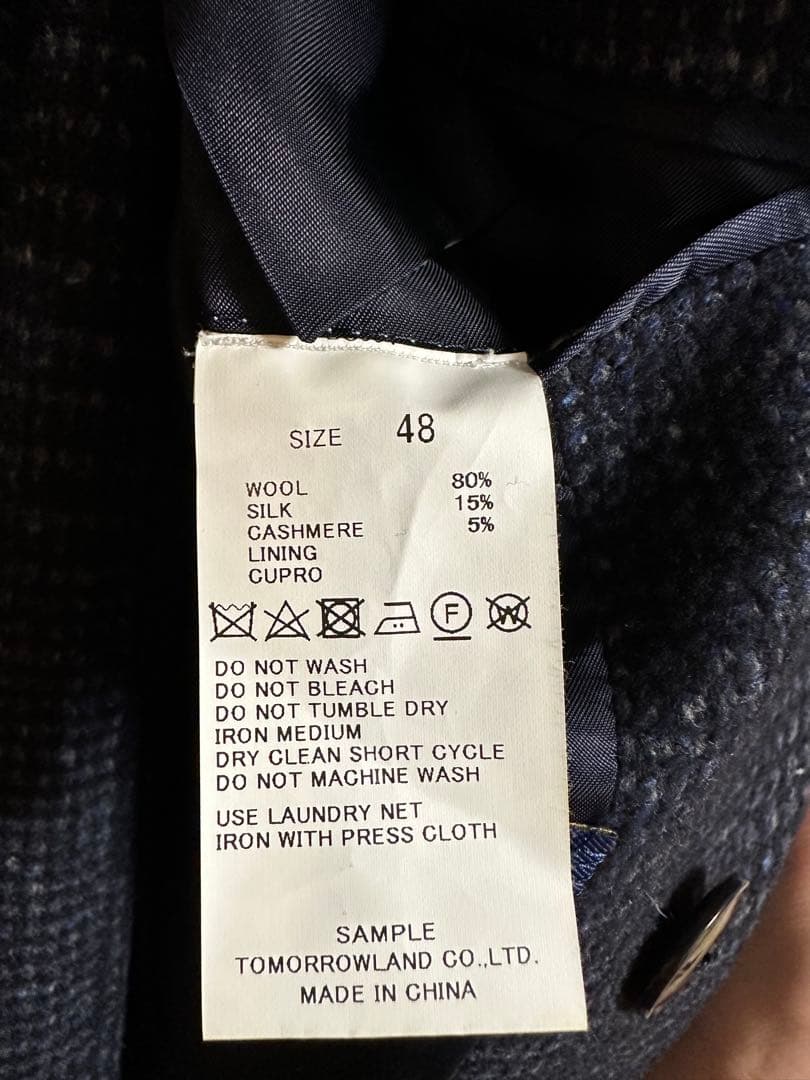 SIZE 48
WOOL 80%
SILK 15%
CASHMERE 5%
LINING
CUPRO
F W
DO NOT WASH
DO NOT BLEACH
DO NOT TUMBLE DRY
IRON MEDIUM
DRY CLEAN SHORT CYCLE
DO NOT MACHINE WASH
USE LAUNDRY NET
IRON WITH PRESS CLOTH
SAMPLE
TOMORROWLAND CO.,LTD.
MADE IN CHINA